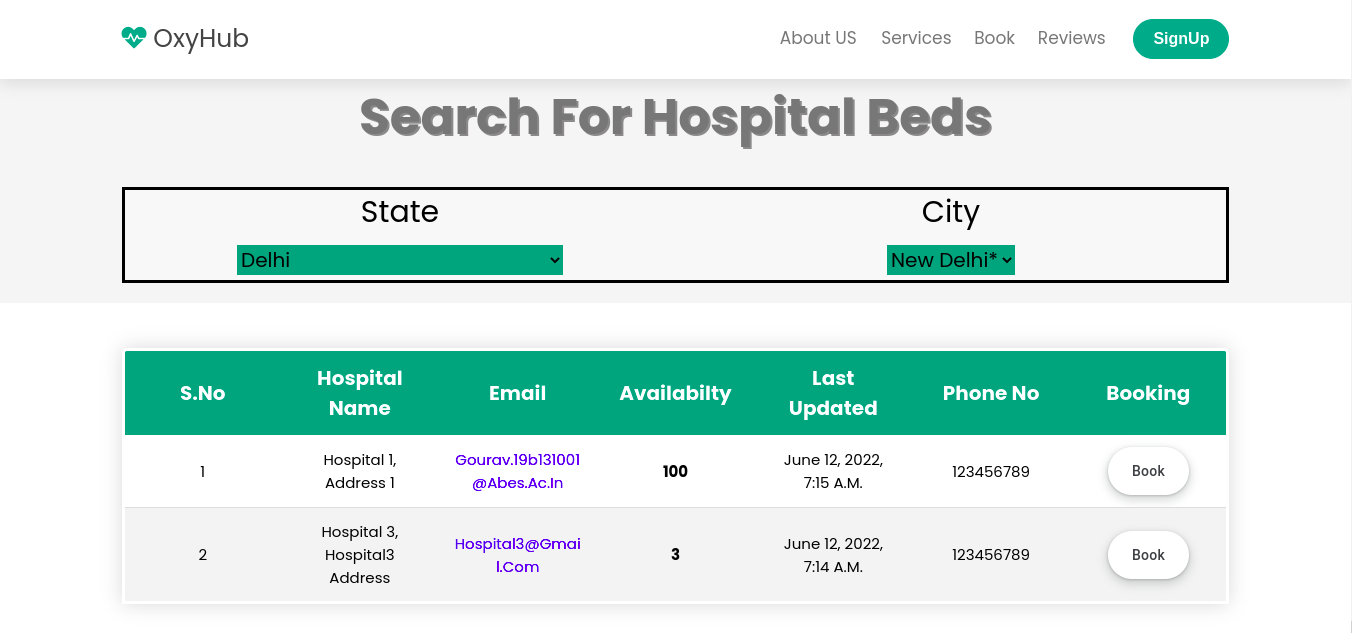 OxyHub
About US Services Book Reviews SignUp
Search For Hospital Beds
State City
Delhi New Delhi*
S.No Hospital Name Email Availabilty Last Updated Phone No Booking
1 Hospital 1, Address 1 Gourav.19b131001@Abes.Ac.In 100 June 12, 2022, 7:15 A.M. 123456789 Book
2 Hospital 3, Hospital3 Address Hospital3@Gmail.Com 3 June 12, 2022, 7:14 A.M. 123456789 Book